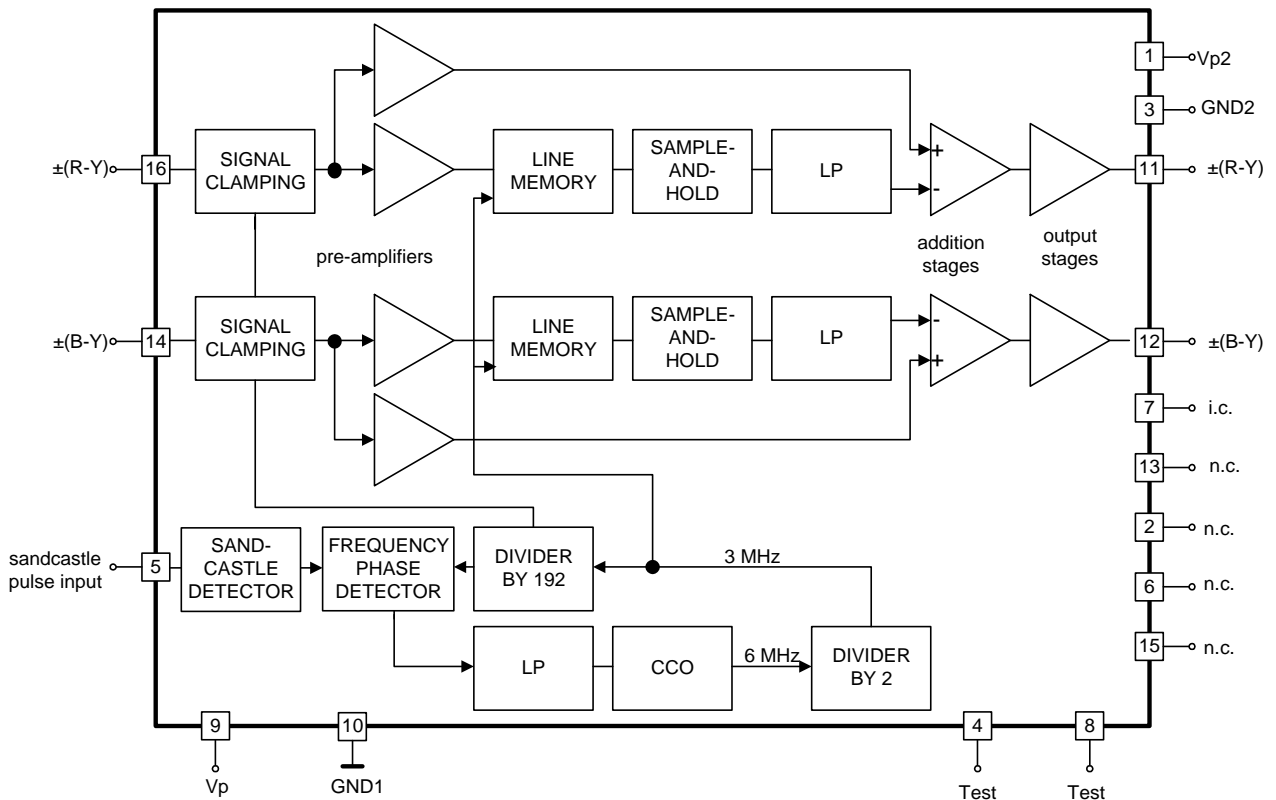 1
Vp2
3
GND2
±(R-Y)
16
SIGNAL
CLAMPING
LINE
MEMORY
SAMPLE-
AND-
HOLD
LP
+
-
11
±(R-Y)
pre-amplifiers
addition
stages
output
stages
±(B-Y)
14
SIGNAL
CLAMPING
LINE
MEMORY
SAMPLE-
AND-
HOLD
LP
-
+
12
±(B-Y)
7
i.c.
13
n.c.
2
n.c.
sandcastle
pulse input
5
SAND-
CASTLE
DETECTOR
FREQUENCY
PHASE
DETECTOR
DIVIDER
BY 192
3 MHz
6
n.c.
LP
CCO
6 MHz
DIVIDER
BY 2
15
n.c.
9
10
4
8
Vp
GND1
Test
Test